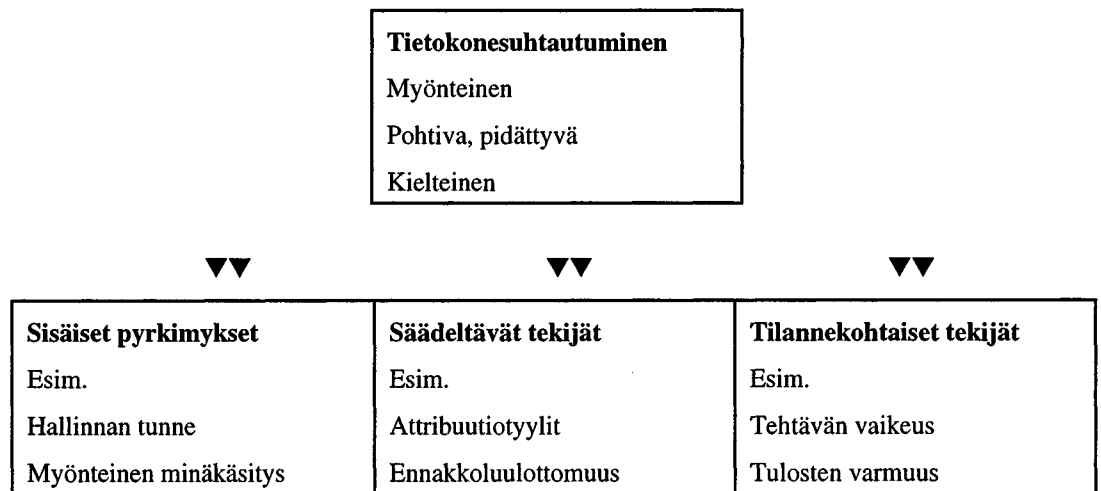 Tietokonesuhtautuminen
Myönteinen
Pohtiva, pidättyvä
Kielteinen
Sisäiset pyrkimykset
Esim.
Hallinnan tunne
Myönteinen minäkäsitys
Säädeltävät tekijät
Esim.
Attribuutiotyylit
Ennakkoluulottomuus
Tilannekohtaiset tekijät
Esim.
Tehtävän vaikeus
Tulosten varmuus